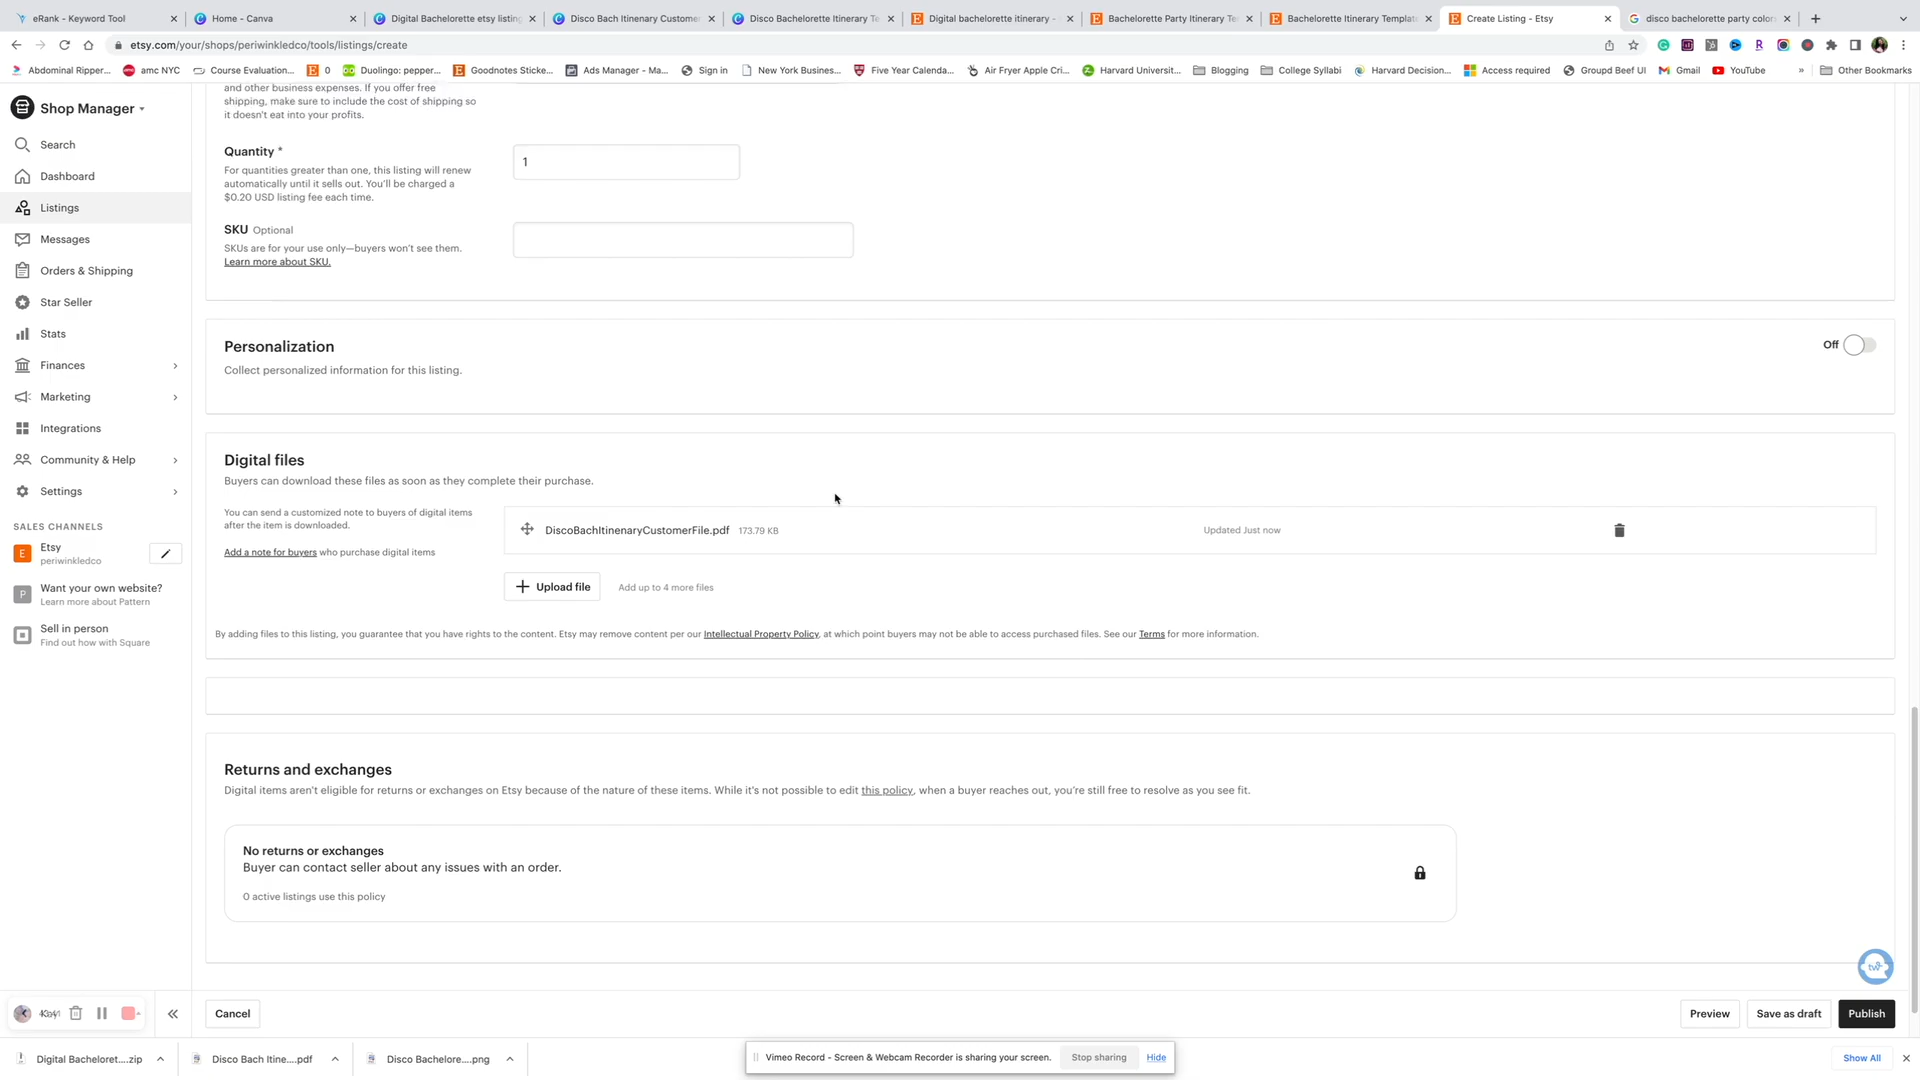 eRank - Keyword Tool
Home - Canva
Digital Bachelorette etsy listing
Disco Bach Itinenary Custome
Disco Bachelorette Itinerary Te
Digital bachelorette itinerary -
Bachelorette Party Itinerary Te
Bachelorette Itinerary Templat
Create Listing - Etsy
disco bachelorette party color
etsy.com/your/shops/periwinkledco/tools/listings/create
Abdominal Ripper...
amc NYC
Course Evaluation...
0
Duolingo: pepper...
Goodnotes Sticke...
Ads Manager - Ma...
Sign in
New York Busines...
Five Year Calenda...
Air Fryer Apple Cri...
Harvard Universit...
Blogging
College Syllabi
Harvard Decision...
Access required
Groupd Beef UI
Gmail
YouTube
»
Other Bookmarks
Shop Manager
Search
Dashboard
Listings
Messages
Orders & Shipping
Star Seller
Stats
Finances
Marketing
Integrations
Community & Help
Settings
SALES CHANNELS
E
Etsy
periwinkledco
P
Want your own website?
Learn more about Pattern
Sell in person
Find out how with Square
and other business expenses. If you offer free
shipping, make sure to include the cost of shipping so
it doesn't eat into your profits.
Quantity *
1
For quantities greater than one, this listing will renew
automatically until it sells out. You'll be charged a
$0.20 USD listing fee each time.
SKU Optional
SKUs are for your use only—buyers won't see them.
Learn more about SKU.
Personalization
Off
Collect personalized information for this listing.
Digital files
Buyers can download these files as soon as they complete their purchase.
You can send a customized note to buyers of digital items
after the item is downloaded.
Add a note for buyers who purchase digital items
DiscoBachItinenaryCustomerFile.pdf 173.79 KB
Updated Just now
Upload file
Add up to 4 more files
By adding files to this listing, you guarantee that you have rights to the content. Etsy may remove content per our Intellectual Property Policy, at which point buyers may not be able to access purchased files. See our Terms for more information.
Returns and exchanges
Digital items aren't eligible for returns or exchanges on Etsy because of the nature of these items. While it's not possible to edit this policy, when a buyer reaches out, you're still free to resolve as you see fit.
No returns or exchanges
Buyer can contact seller about any issues with an order.
0 active listings use this policy
Cancel
Preview
Save as draft
Publish
Digital Bacheloret....zip
Disco Bach Itine....pdf
Disco Bachelore....png
Vimeo Record - Screen & Webcam Recorder is sharing your screen.
Stop sharing
Hide
Show All